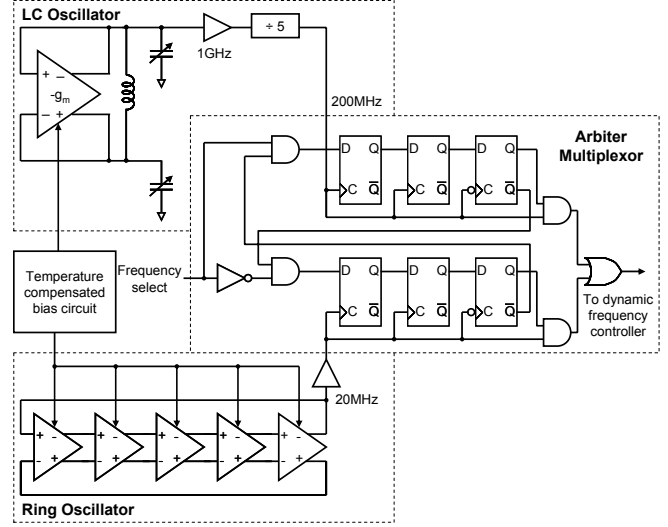 LC Oscillator
÷ 5
1GHz
+ –
-gm
– +
200MHz
Arbiter
Multiplexor
D Q D Q D Q
C Q C Q C Q
Temperature
compensated
bias circuit
Frequency
select
D Q D Q D Q
C Q C Q C Q
To dynamic
frequency
controller
20MHz
+ - + - + - + - + -
- + - + - + - + - +
Ring Oscillator